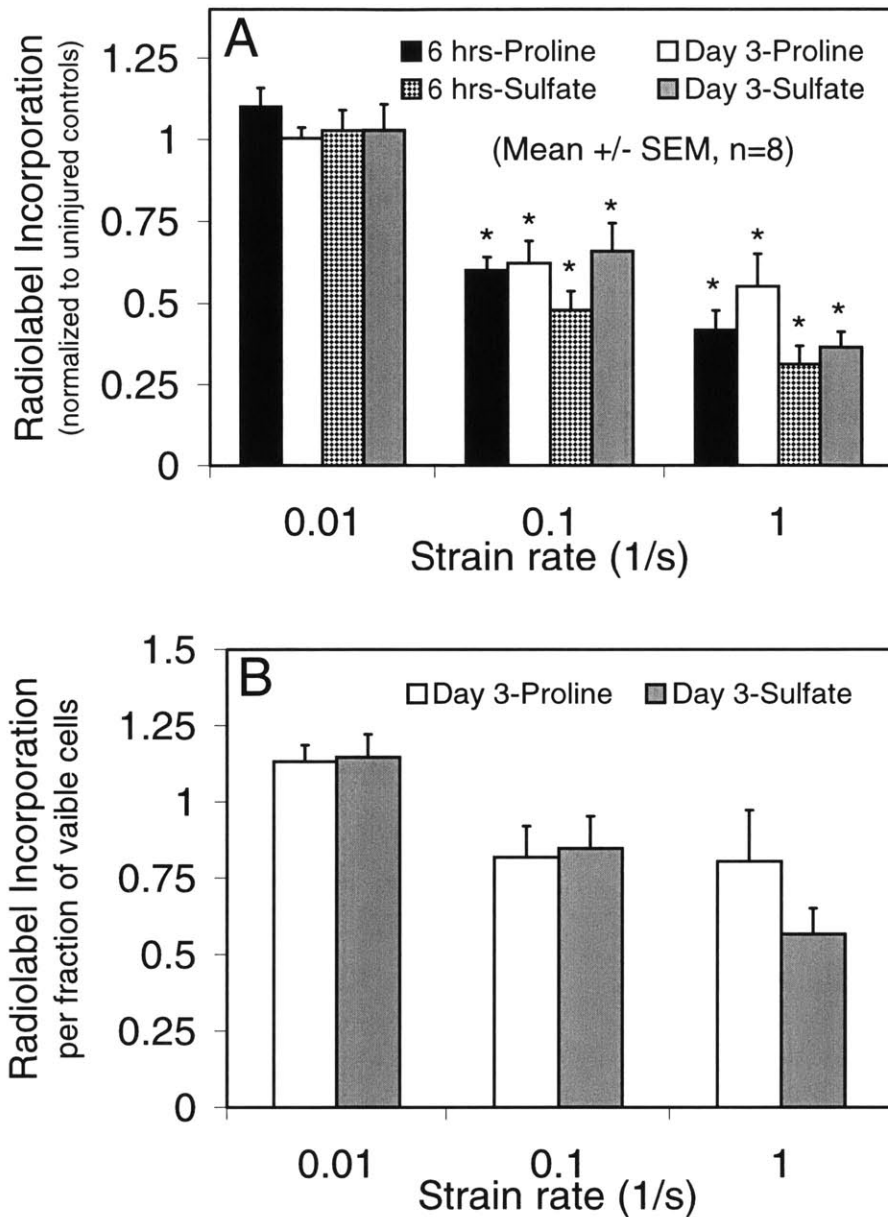 A
Radiolabel Incorporation
(normalized to uninjured controls)
1.25
1
0.75
0.5
0.25
0
6 hrs-Proline Day 3-Proline
6 hrs-Sulfate Day 3-Sulfate
(Mean +/- SEM, n=8)
* * * *
* * * *
0.01 0.1 1
Strain rate (1/s)
B
Radiolabel Incorporation
per fraction of vaible cells
1.5
1.25
1
0.75
0.5
0.25
0
Day 3-Proline Day 3-Sulfate
0.01 0.1 1
Strain rate (1/s)